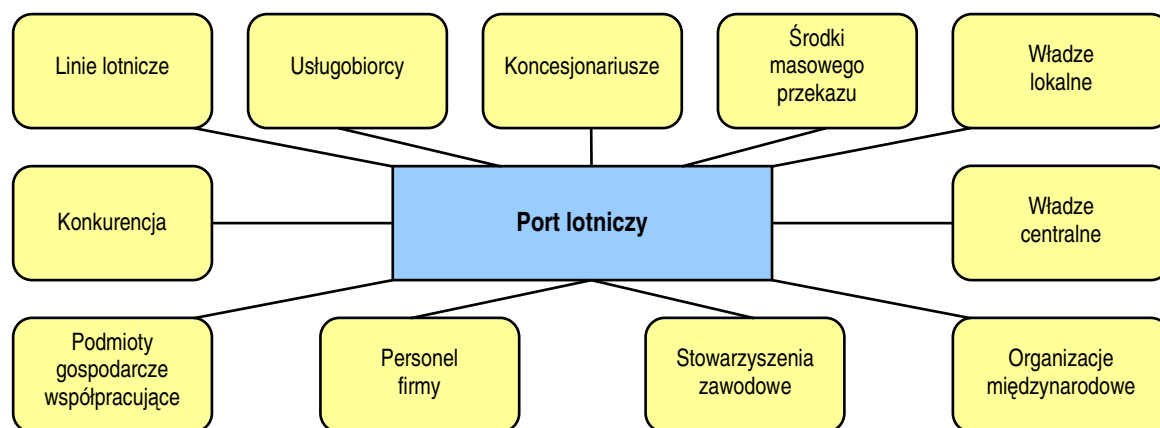 Linie lotnicze
Usługobiorcy
Koncesjonariusze
Środki
masowego
przekazu
Władze
lokalne
Konkurencja
Port lotniczy
Władze
centralne
Podmioty
gospodarcze
współpracujące
Personel
firmy
Stowarzyszenia
zawodowe
Organizacje
międzynarodowe